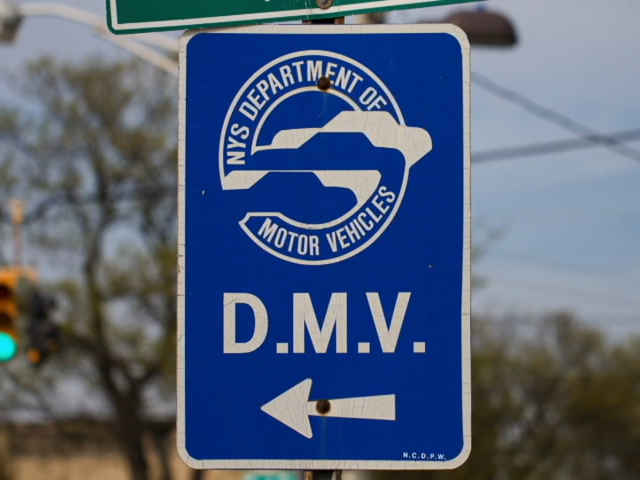 NYS DEPARTMENT OF
MOTOR VEHICLES
D.M.V.
N.C.D.P.W.